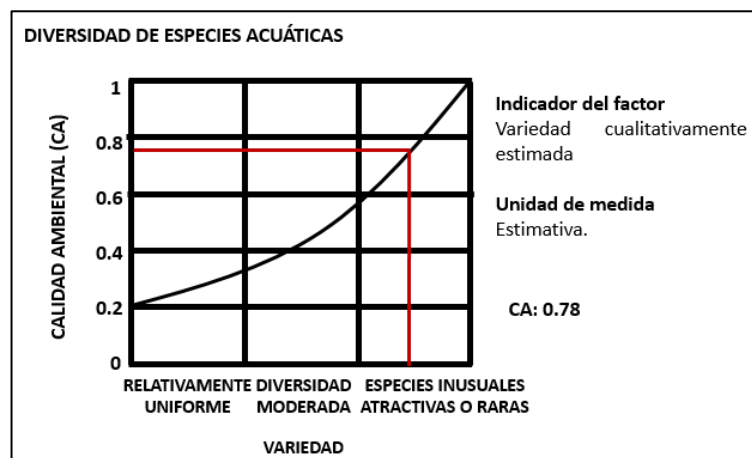 DIVERSIDAD DE ESPECIES ACUÁTICAS
CALIDAD AMBIENTAL (CA)
1
0.8
0.6
0.4
0.2
0
RELATIVAMENTE UNIFORME
DIVERSIDAD MODERADA
ESPECIES INUSUALES ATRACTIVAS O RARAS
VARIEDAD
Indicador del factor
Variedad cualitativamente
estimada
Unidad de medida
Estimativa.
CA: 0.78